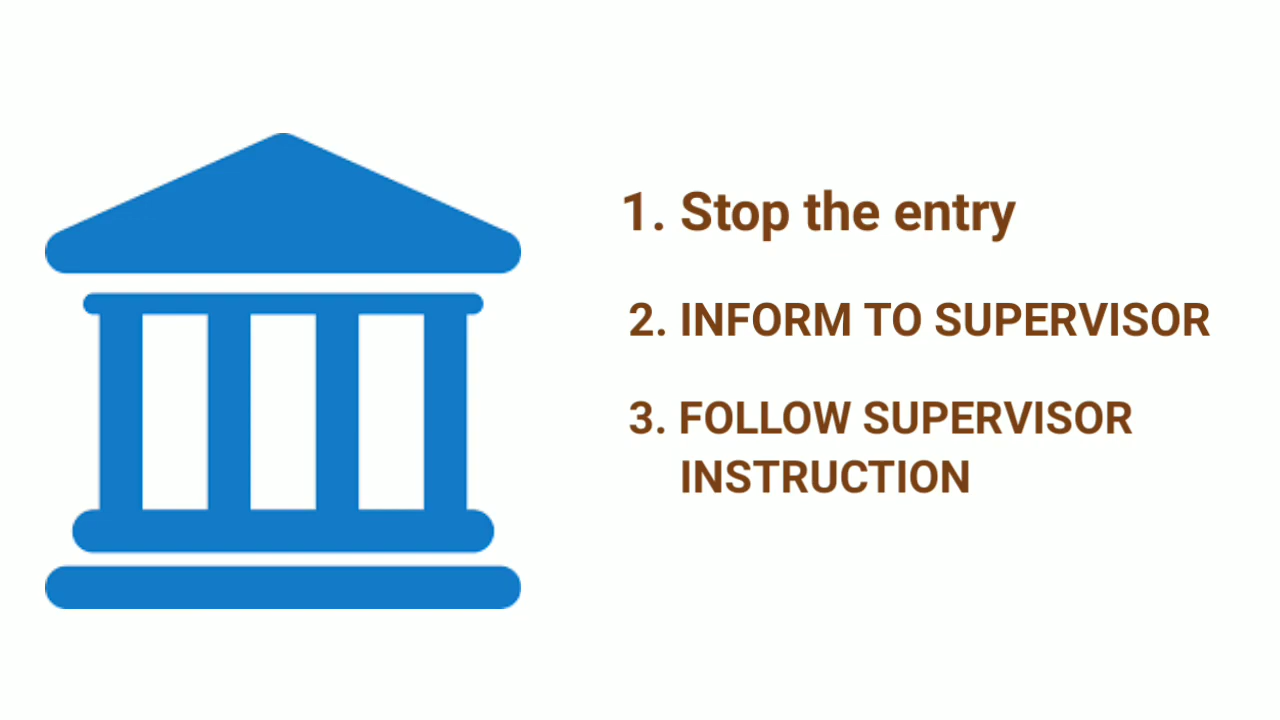 1. Stop the entry
2. INFORM TO SUPERVISOR
3. FOLLOW SUPERVISOR
INSTRUCTION